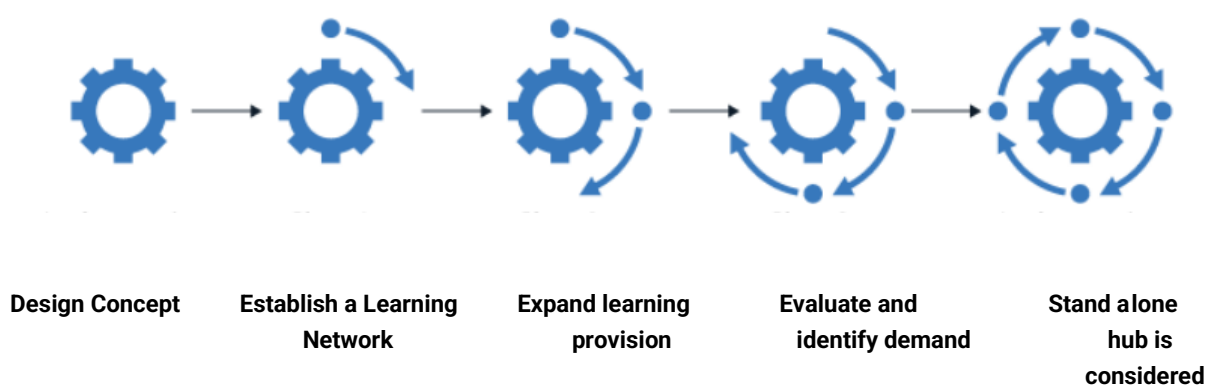 Design Concept
Establish a Learning
Network
Expand learning
provision
Evaluate and
identify demand
Stand alone
hub is
considered